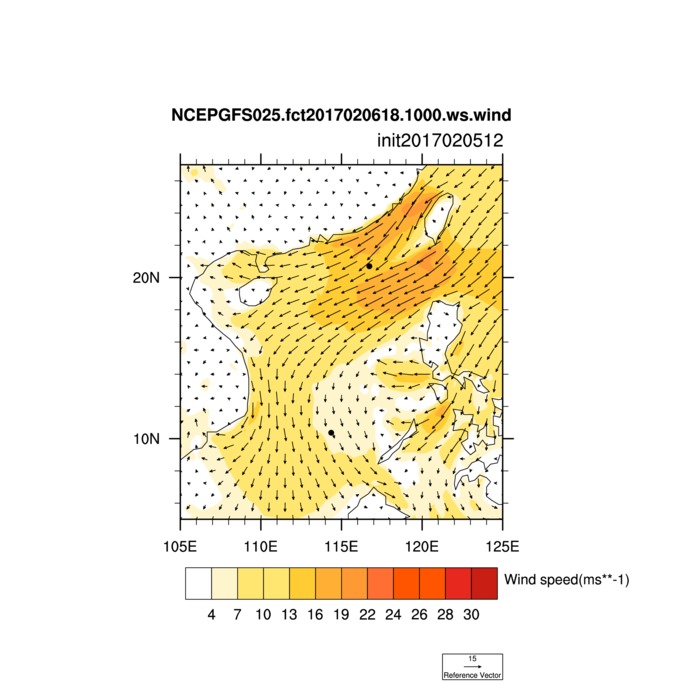 NCEPGFS025.fct2017020618.1000.ws.wind
init2017020512
20N
10N
105E 110E 115E 120E 125E
Wind speed(ms**-1)
4 7 10 13 16 19 22 24 26 28 30
15
Reference Vector